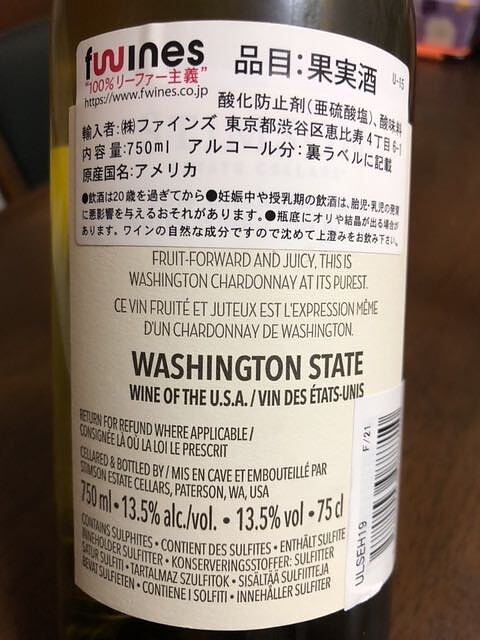 fwines
"100%リーファー主義"
https://www.fwines.co.jp
品目:果実酒
U-15
酸化防止剤(亜硫酸塩)、酸味料
輸入者:㈱ファインズ 東京都渋谷区恵比寿4丁目6-1
内容量:750ml アルコール分:裏ラベルに記載
原産国名:アメリカ
●飲酒は20歳を過ぎてから●妊娠中や授乳期の飲酒は、胎児・乳児の発育
に悪影響を与えるおそれがあります。●瓶底にオリや結晶が出る場合が
あります。ワインの自然な成分ですので沈めて上澄みをお飲み下さい。
FRUIT-FORWARD AND JUICY, THIS IS
WASHINGTON CHARDONNAY AT ITS PUREST.
CE VIN FRUITÉ ET JUTEUX EST L'EXPRESSION MÊME
D'UN CHARDONNAY DE WASHINGTON.
WASHINGTON STATE
WINE OF THE U.S.A. / VIN DES ÉTATS-UNIS
RETURN FOR REFUND WHERE APPLICABLE /
CONSIGNÉE LÀ OÙ LA LOI LE PRESCRIT
CELLARED & BOTTLED BY / MIS EN CAVE ET EMBOUTEILLÉ PAR
STIMSON ESTATE CELLARS, PATERSON, WA, USA
750 ml • 13.5% alc./vol. • 13.5% vol • 75 cl
CONTAINS SULPHITES • CONTIENT DES SULFITES • ENTHÄLT SULFITE
INNEHÅLLER SULFITER • KONSERVERINGSSTOFFER: SULFITTER
SATUR SULFITI • TARTALMAZ SZULFITOK • SISÄLTÄÄ SULFIITTEJA
BEVAT SULFIETEN • CONTIENE I SOLFITI • INNEHÅLLER SULFITER
F/21
ULSEH19